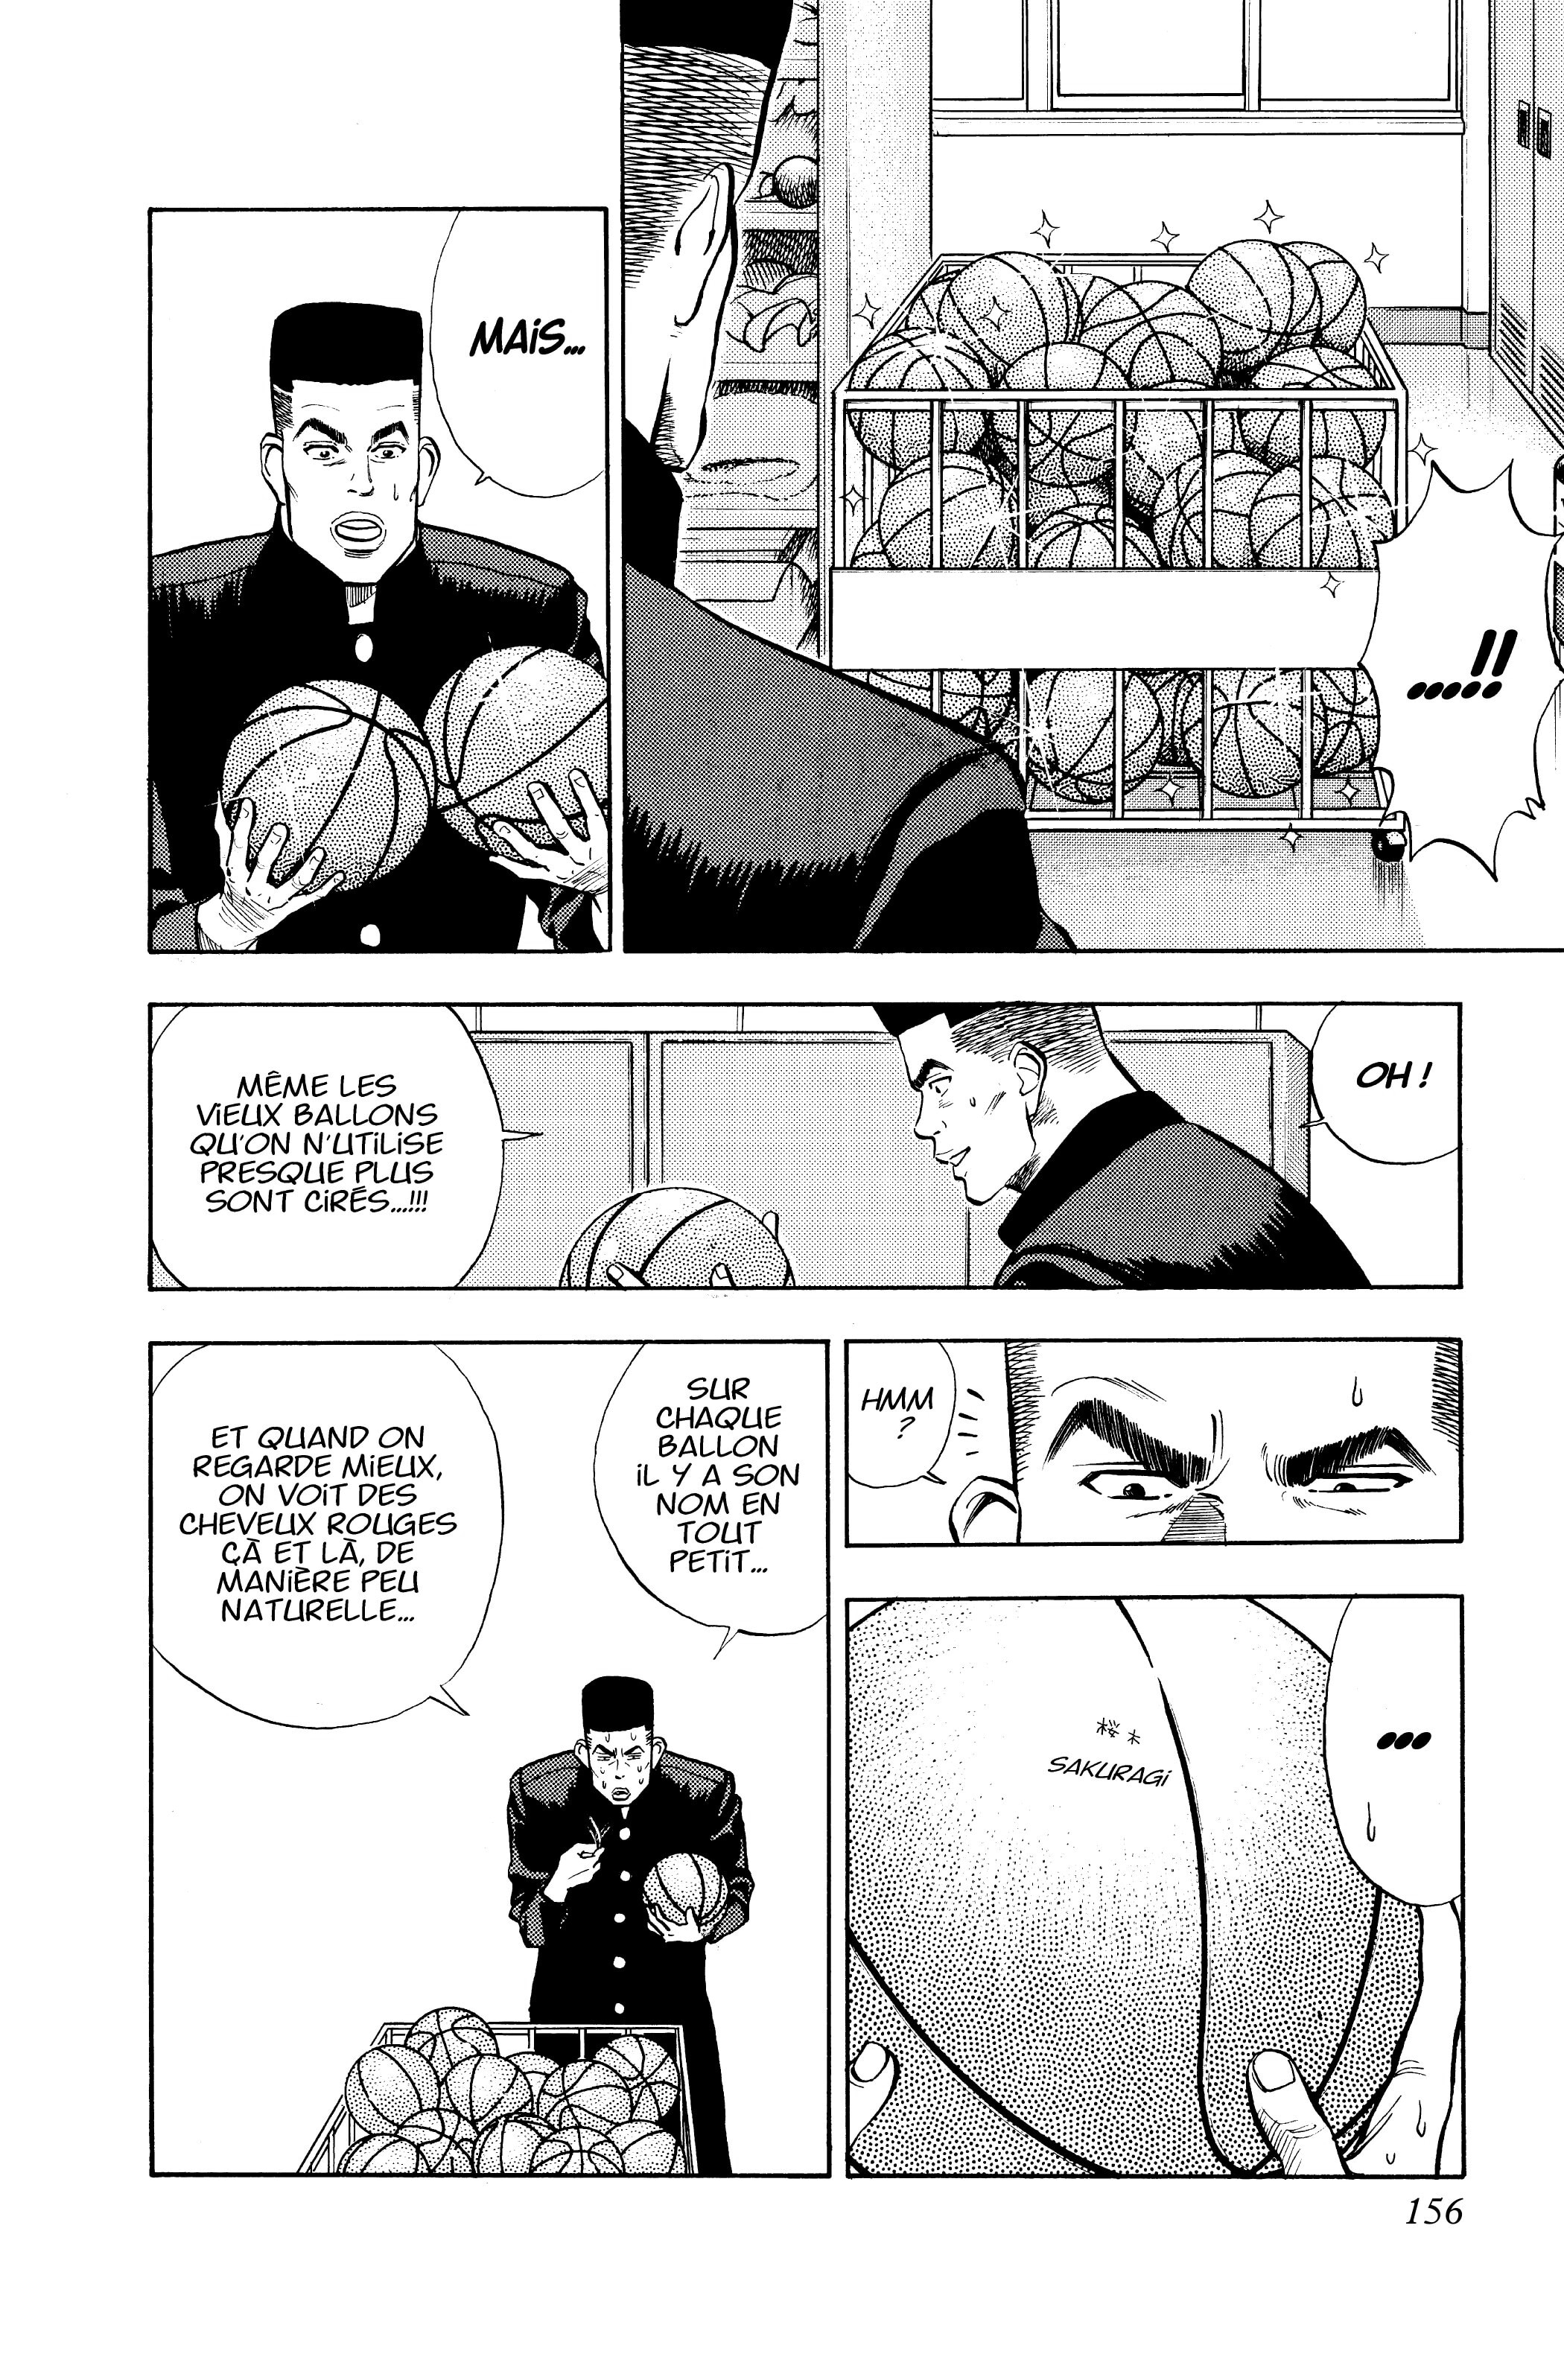 .....!!
MAIS...
OH !
MÊME LES
VIEUX BALLONS
QU'ON N'UTILISE
PRESQUE PLUS
SONT CIRÉS...!!!
HMM
?
...
桜木
SAKURAGI
SUR
CHAQUE
BALLON
IL Y A SON
NOM EN
TOUT
PETIT...
ET QUAND ON
REGARDE MIEUX,
ON VOIT DES
CHEVEUX ROUGES
ÇÀ ET LÀ, DE
MANIÈRE PEU
NATURELLE...
156